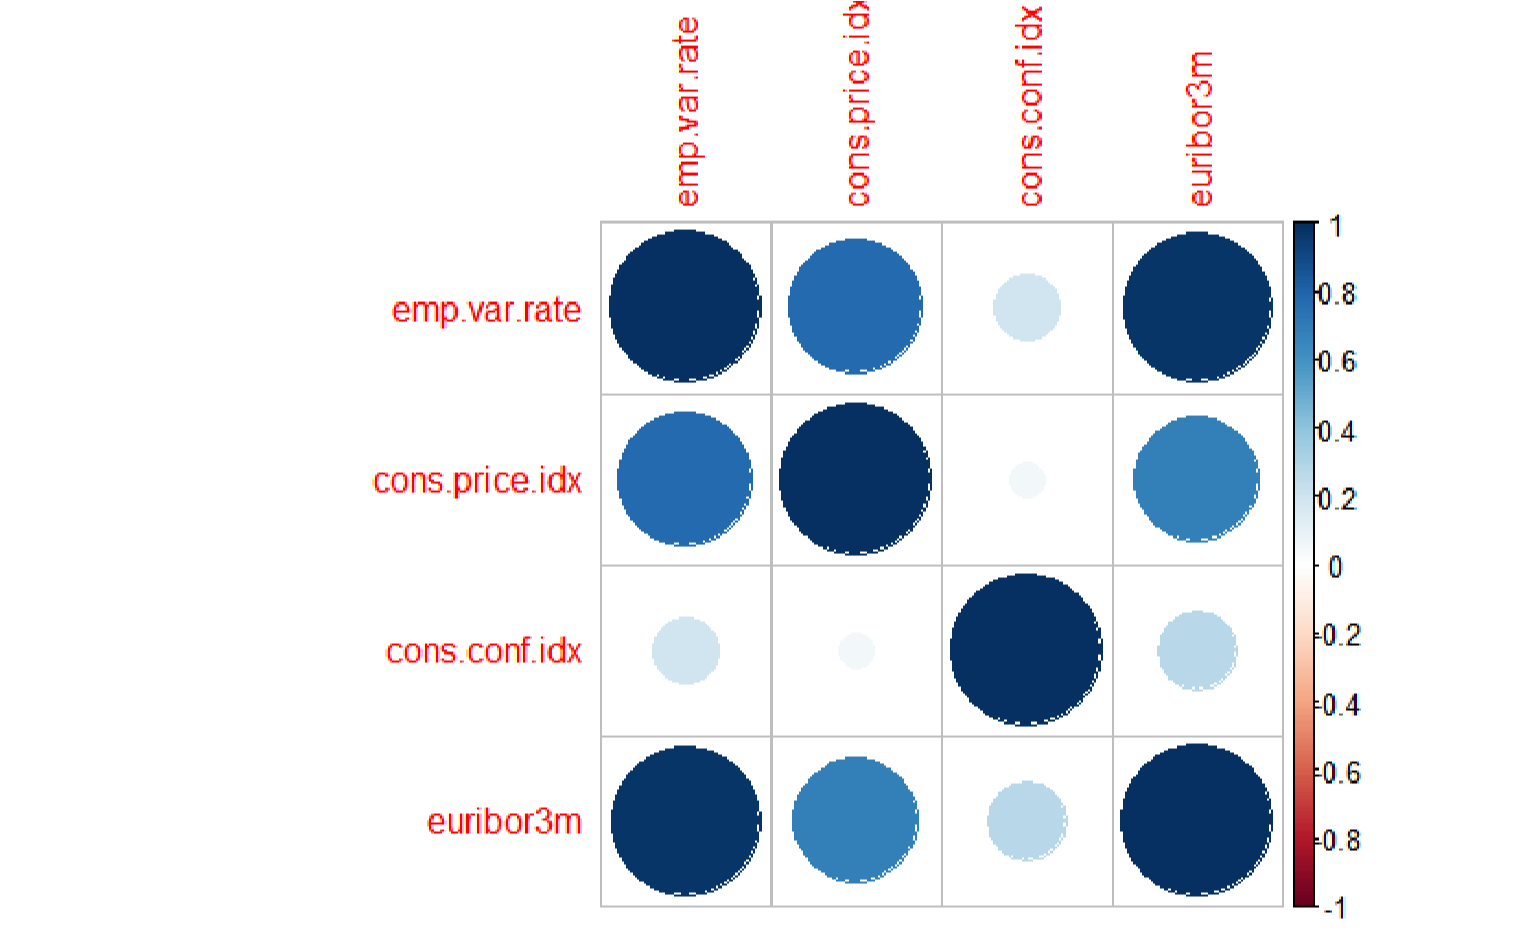 emp.var.rate
cons.price.idx
cons.conf.idx
euribor3m
emp.var.rate
cons.price.idx
cons.conf.idx
euribor3m
1
0.8
0.6
0.4
0.2
0
-0.2
-0.4
-0.6
-0.8
-1